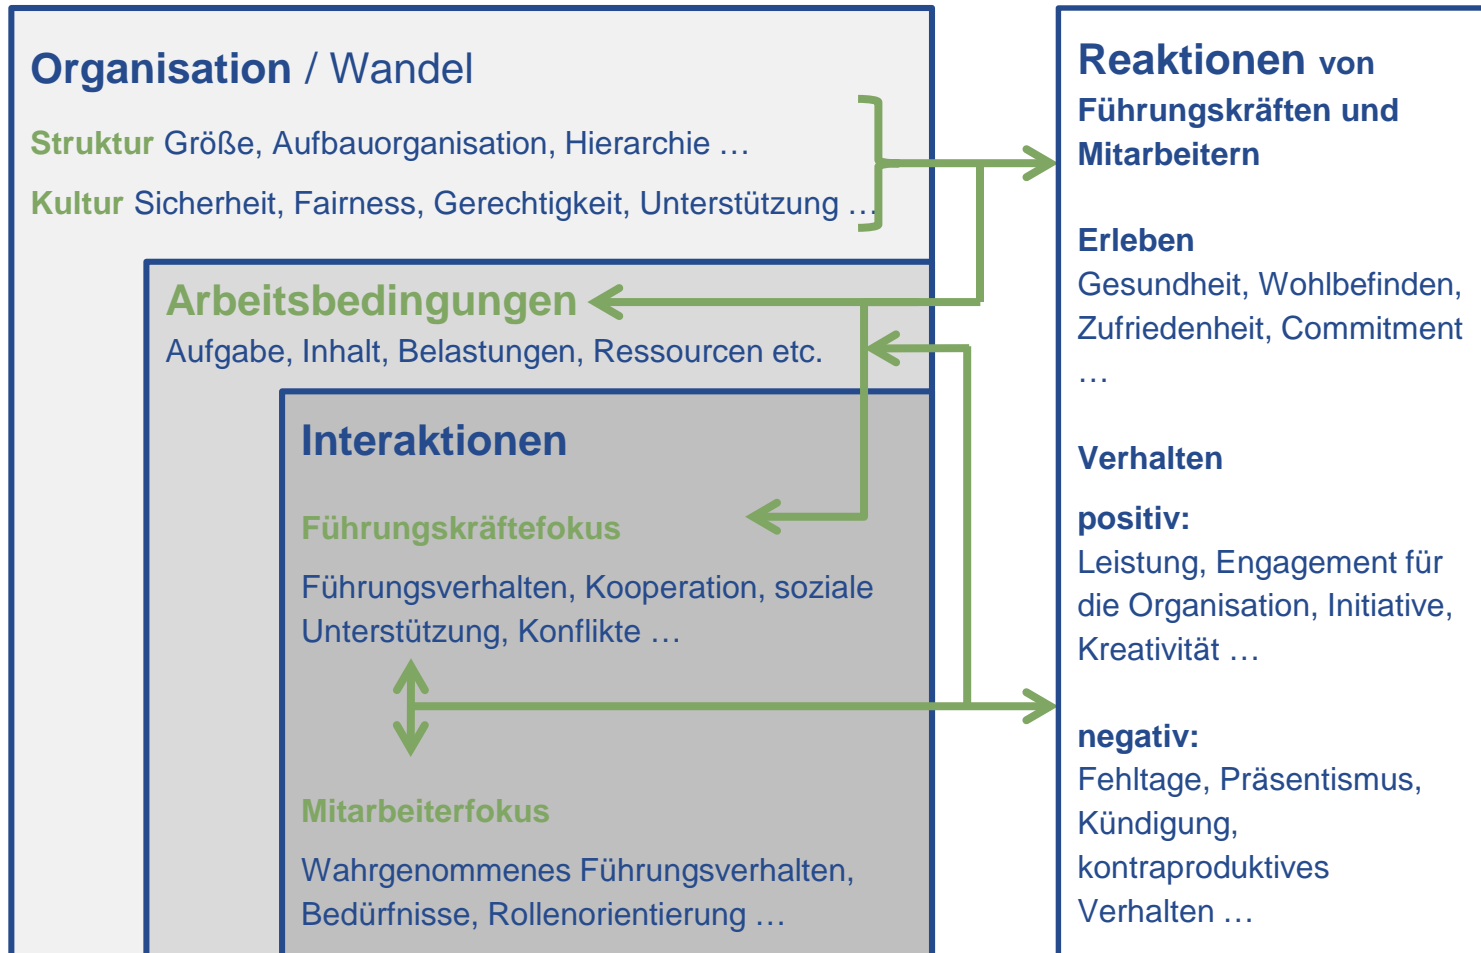 Organisation / Wandel
Struktur Größe, Aufbauorganisation, Hierarchie …
Kultur Sicherheit, Fairness, Gerechtigkeit, Unterstützung …
Arbeitsbedingungen
Aufgabe, Inhalt, Belastungen, Ressourcen etc.
Interaktionen
Führungskräftefokus
Führungsverhalten, Kooperation, soziale
Unterstützung, Konflikte …
Mitarbeiterfokus
Wahrgenommenes Führungsverhalten,
Bedürfnisse, Rollenorientierung …
Reaktionen von
Führungskräften und
Mitarbeitern
Erleben
Gesundheit, Wohlbefinden,
Zufriedenheit, Commitment
…
Verhalten
positiv:
Leistung, Engagement für
die Organisation, Initiative,
Kreativität …
negativ:
Fehltage, Präsentismus,
Kündigung,
kontraproduktives
Verhalten …